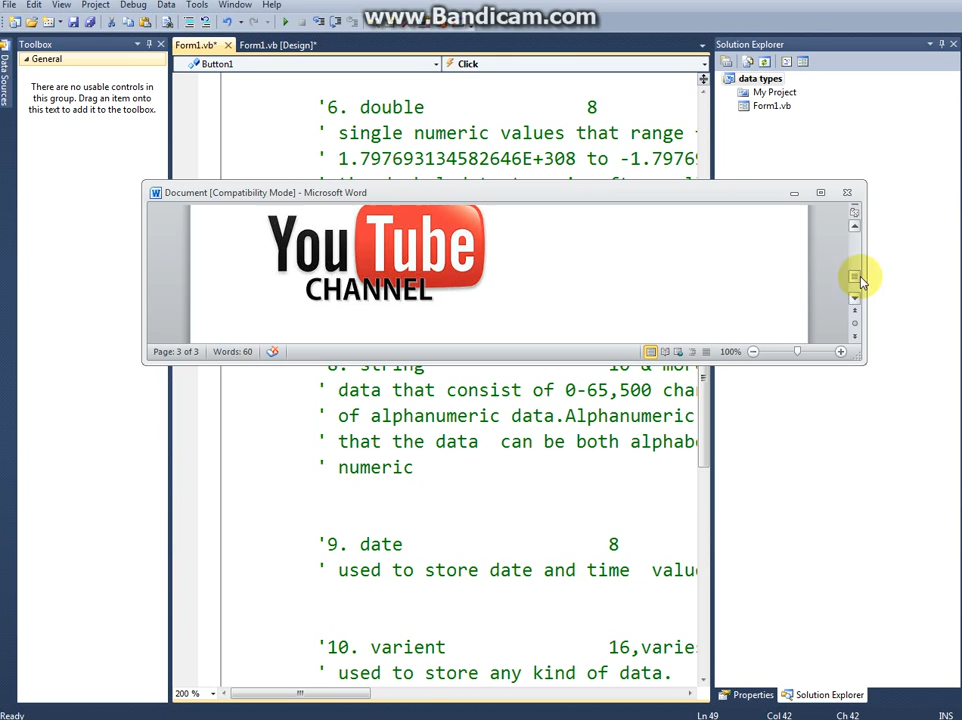 File Edit View Project Debug Data Tools Window Help
www.Bandicam.com
Toolbox
General
There are no usable controls in
this group. Drag an item onto
this text to add it to the toolbox.
Data Sources
Form1.vb* Form1.vb [Design]*
Button1 Click
'6. double 8
' single numeric values that range
' 1.797693134582646E+308 to -1.7976
Document [Compatibility Mode] - Microsoft Word
YouTube
CHANNEL
Page: 3 of 3 Words: 60 100%
string
' data that consist of 0-65,500 cha
' of alphanumeric data.Alphanumeric
' that the data can be both alphab
' numeric
'9. date 8
' used to store date and time valu
'10. varient 16,varie
' used to store any kind of data.
200 %
Solution Explorer
data types
My Project
Form1.vb
Properties Solution Explorer
Ready Ln 49 Col 42 Ch 42 INS